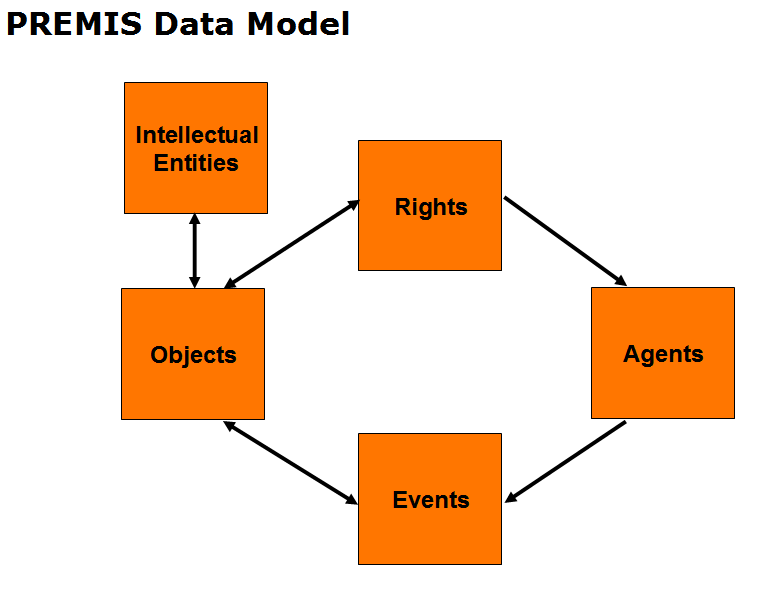 PREMIS Data Model
Intellectual
Entities
Rights
Objects
Agents
Events